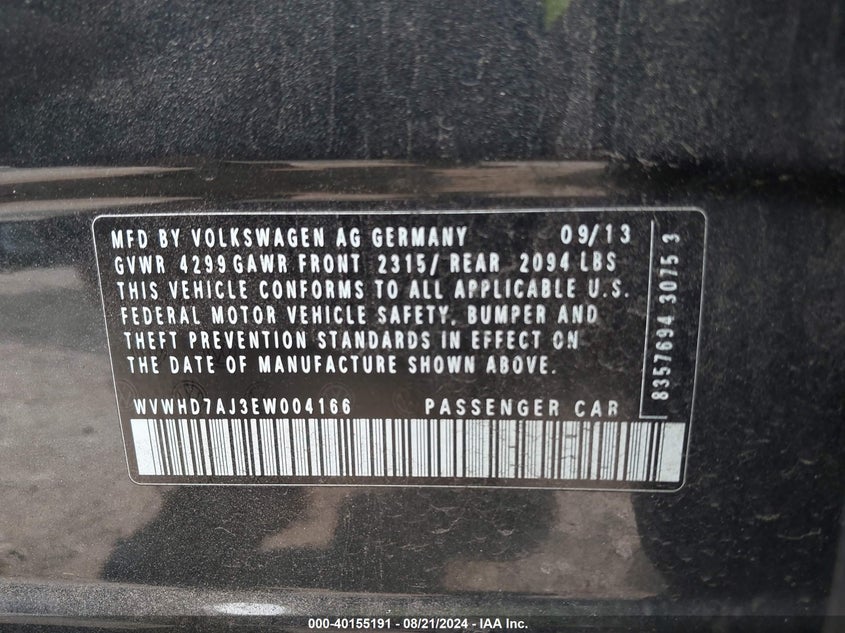 MFD BY VOLKSWAGEN AG GERMANY 09/13
GVWR 4299 GAWR FRONT 2315/ REAR 2094 LBS
THIS VEHICLE CONFORMS TO ALL APPLICABLE U.S.
FEDERAL MOTOR VEHICLE SAFETY, BUMPER AND
THEFT PREVENTION STANDARDS IN EFFECT ON
THE DATE OF MANUFACTURE SHOWN ABOVE.
WVWHD7AJ3EW004166 PASSENGER CAR
8357694 3075 3
000-40155191 - 08/21/2024 - IAA Inc.